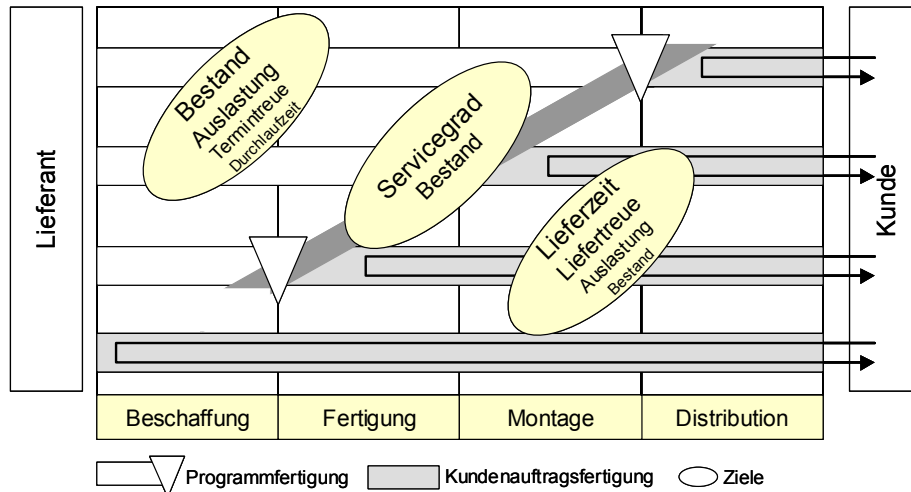 Lieferant
Bestand
Auslastung
Termintreue
Durchlaufzeit
Servicegrad
Bestand
Lieferzeit
Liefertreue
Auslastung
Bestand
Kunde
Beschaffung
Fertigung
Montage
Distribution
Programmfertigung
Kundenauftragsfertigung
Ziele